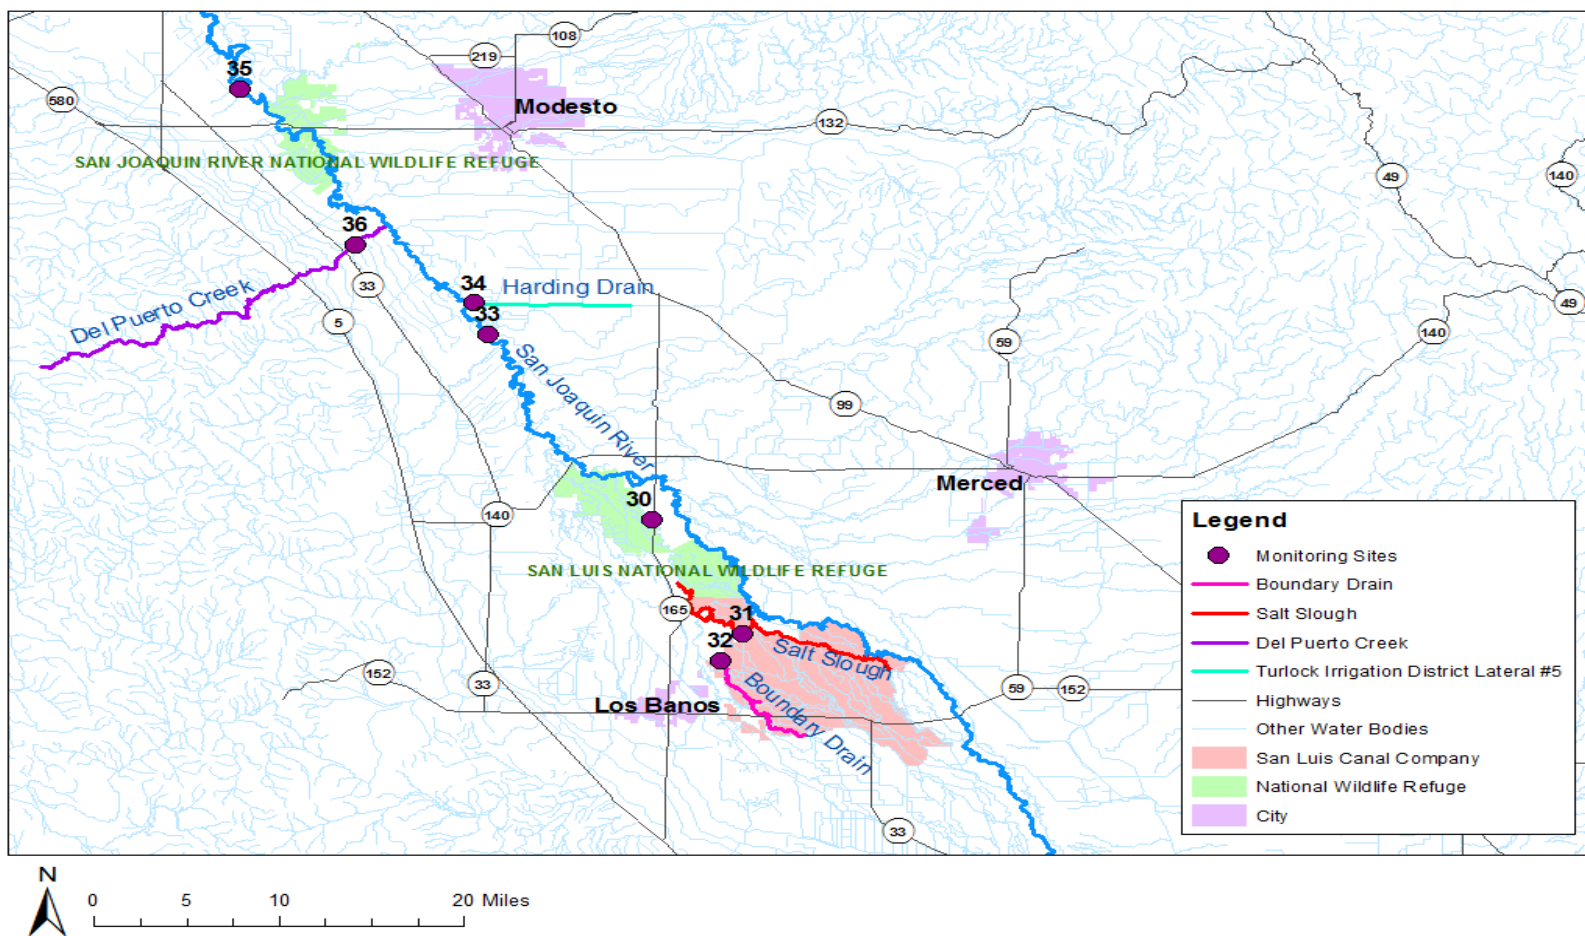 108
219
35
580
Modesto
132
SAN JOAQUIN RIVER NATIONAL WILDLIFE REFUGE
49
140
36
33
Del Puerto Creek
5
34
Harding Drain
33
San Joaquin River
49
140
59
99
Merced
30
140
SAN LUIS NATIONAL WILDLIFE REFUGE
165
31
32
Salt Slough
152
33
Los Banos
Boundary Drain
59
152
33
Legend
Monitoring Sites
Boundary Drain
Salt Slough
Del Puerto Creek
Turlock Irrigation District Lateral #5
Highways
Other Water Bodies
San Luis Canal Company
National Wildlife Refuge
City
N
0 5 10 20 Miles